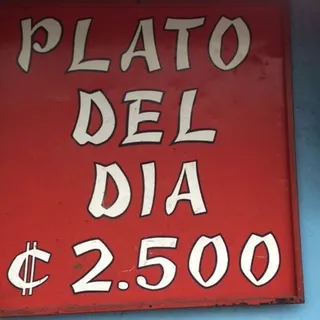 PLATO
DEL
DIA
₡ 2.500